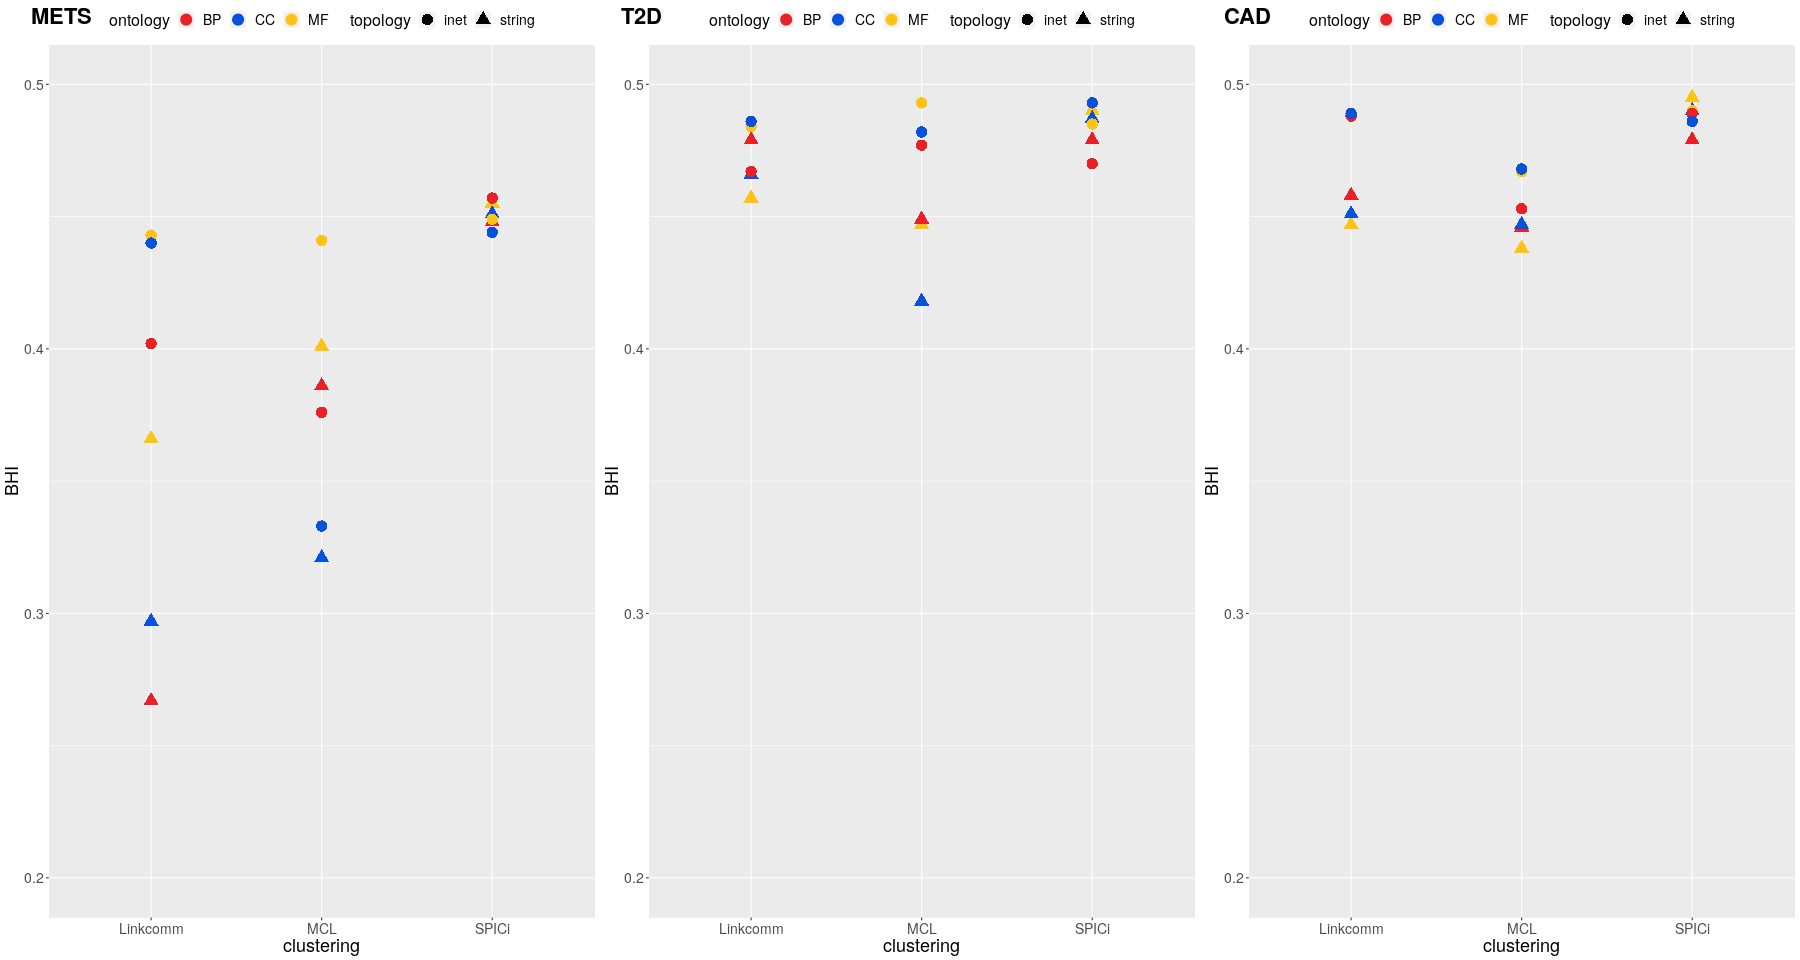 METS ontology BP CC MF topology inet string
0.5
0.4
0.3
0.2
BHI
Linkcomm MCL SPICi
clustering
T2D ontology BP CC MF topology inet string
0.5
0.4
0.3
0.2
BHI
Linkcomm MCL SPICi
clustering
CAD ontology BP CC MF topology inet string
0.5
0.4
0.3
0.2
BHI
Linkcomm MCL SPICi
clustering